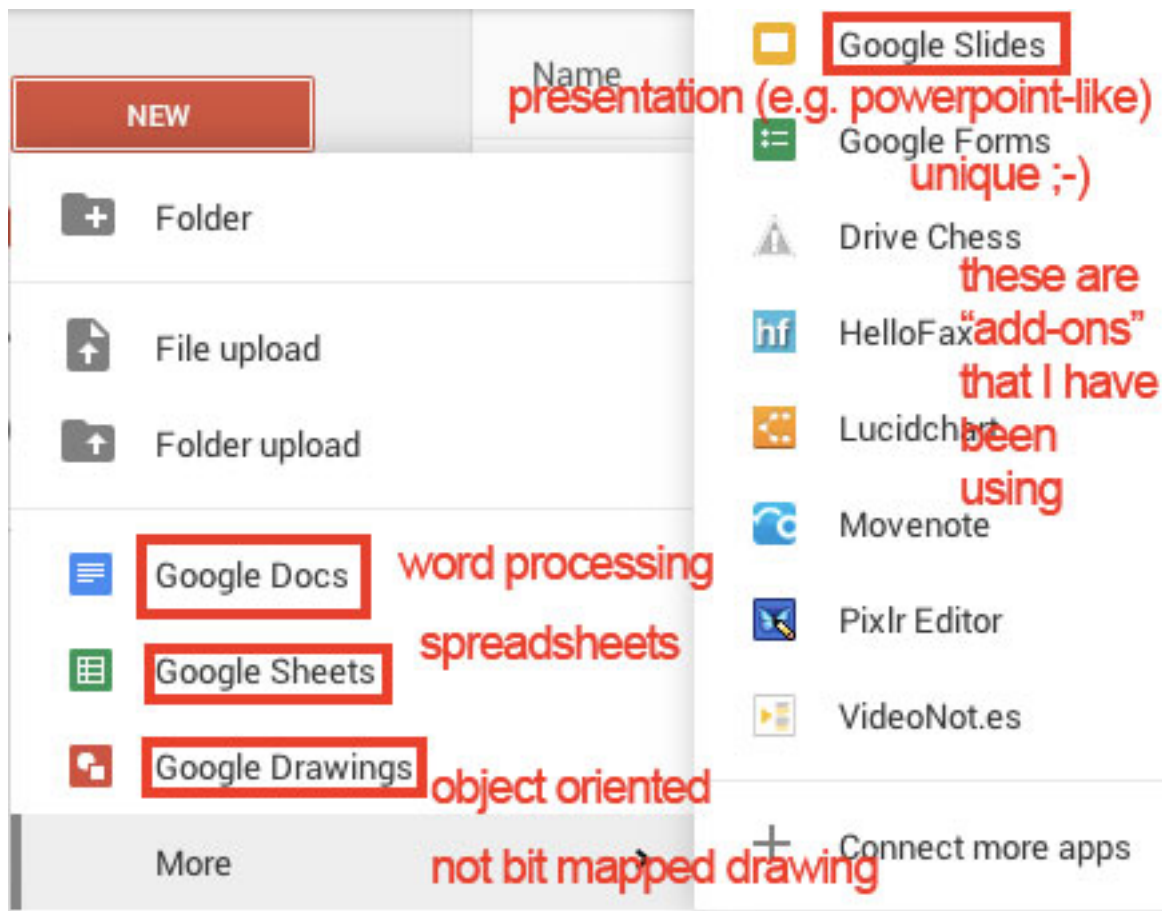 NEW
Name
Folder
File upload
Folder upload
Google Docs
word processing
Google Sheets
spreadsheets
Google Drawings
object oriented
not bit mapped drawing
More
Google Slides
presentation (e.g. powerpoint-like)
Google Forms
unique ;-)
Drive Chess
these are
“add-ons”
that I have
been
using
hf
HelloFax
Lucidchart
Movenote
Pixlr Editor
VideoNot.es
Connect more apps